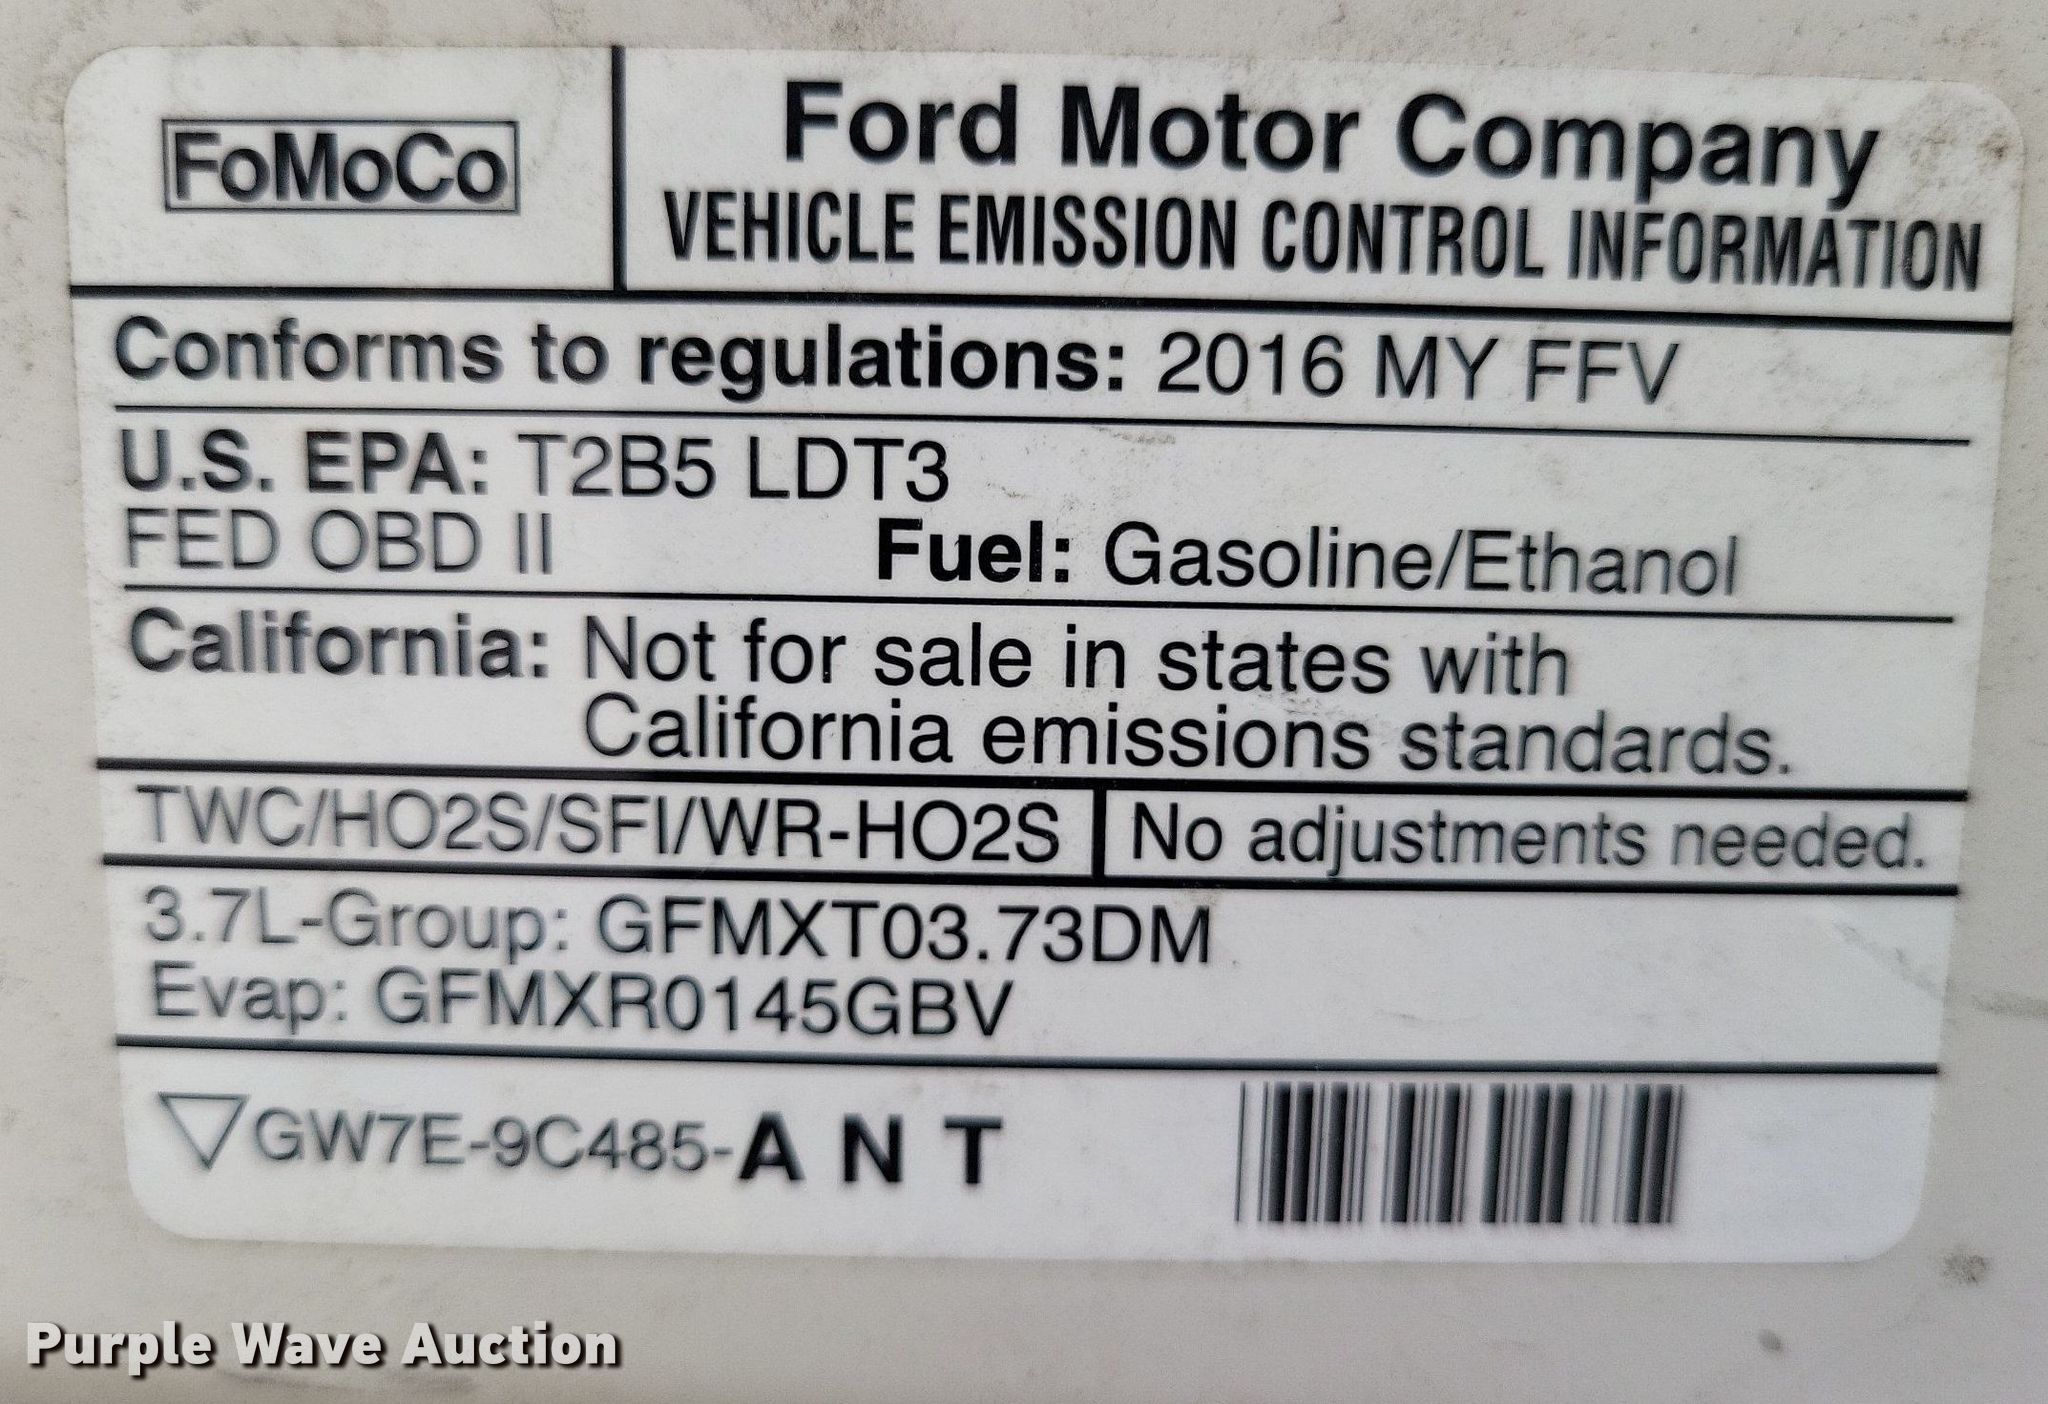 FoMoCo
Ford Motor Company
VEHICLE EMISSION CONTROL INFORMATION
Conforms to regulations: 2016 MY FFV
U.S. EPA: T2B5 LDT3
FED OBD II Fuel: Gasoline/Ethanol
California: Not for sale in states with
California emissions standards.
TWC/HO2S/SFI/WR-HO2S No adjustments needed.
3.7L-Group: GFMXT03.73DM
Evap: GFMXR0145GBV
GW7E-9C485-A N T
Purple Wave Auction